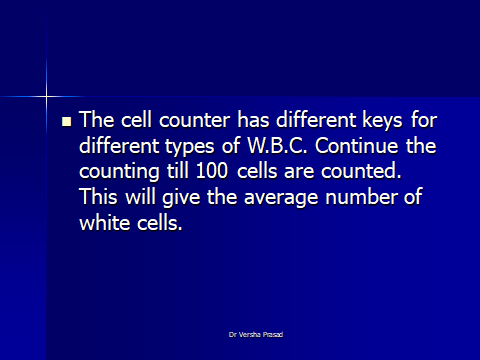 The cell counter has different keys for
different types of W.B.C. Continue the
counting till 100 cells are counted.
This will give the average number of
white cells.
Dr Versha Prasad